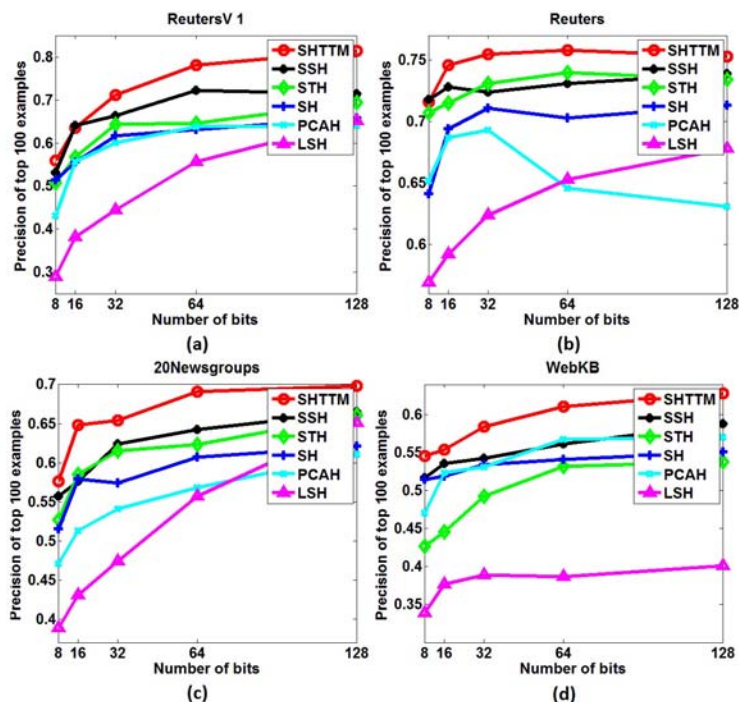 ReutersV 1
Precision of top 100 examples
0.8
0.7
0.6
0.5
0.4
0.3
8 16 32 64 128
Number of bits
SHTTM
SSH
STH
SH
PCAH
LSH
(a)
Reuters
Precision of top 100 examples
0.75
0.7
0.65
0.6
8 16 32 64 128
Number of bits
SHTTM
SSH
STH
SH
PCAH
LSH
(b)
20Newsgroups
Precision of top 100 examples
0.7
0.65
0.6
0.55
0.5
0.45
0.4
8 16 32 64 128
Number of bits
SHTTM
SSH
STH
SH
PCAH
LSH
(c)
WebKB
Precision of top 100 examples
0.6
0.55
0.5
0.45
0.4
0.35
8 16 32 64 128
Number of bits
SHTTM
SSH
STH
SH
PCAH
LSH
(d)